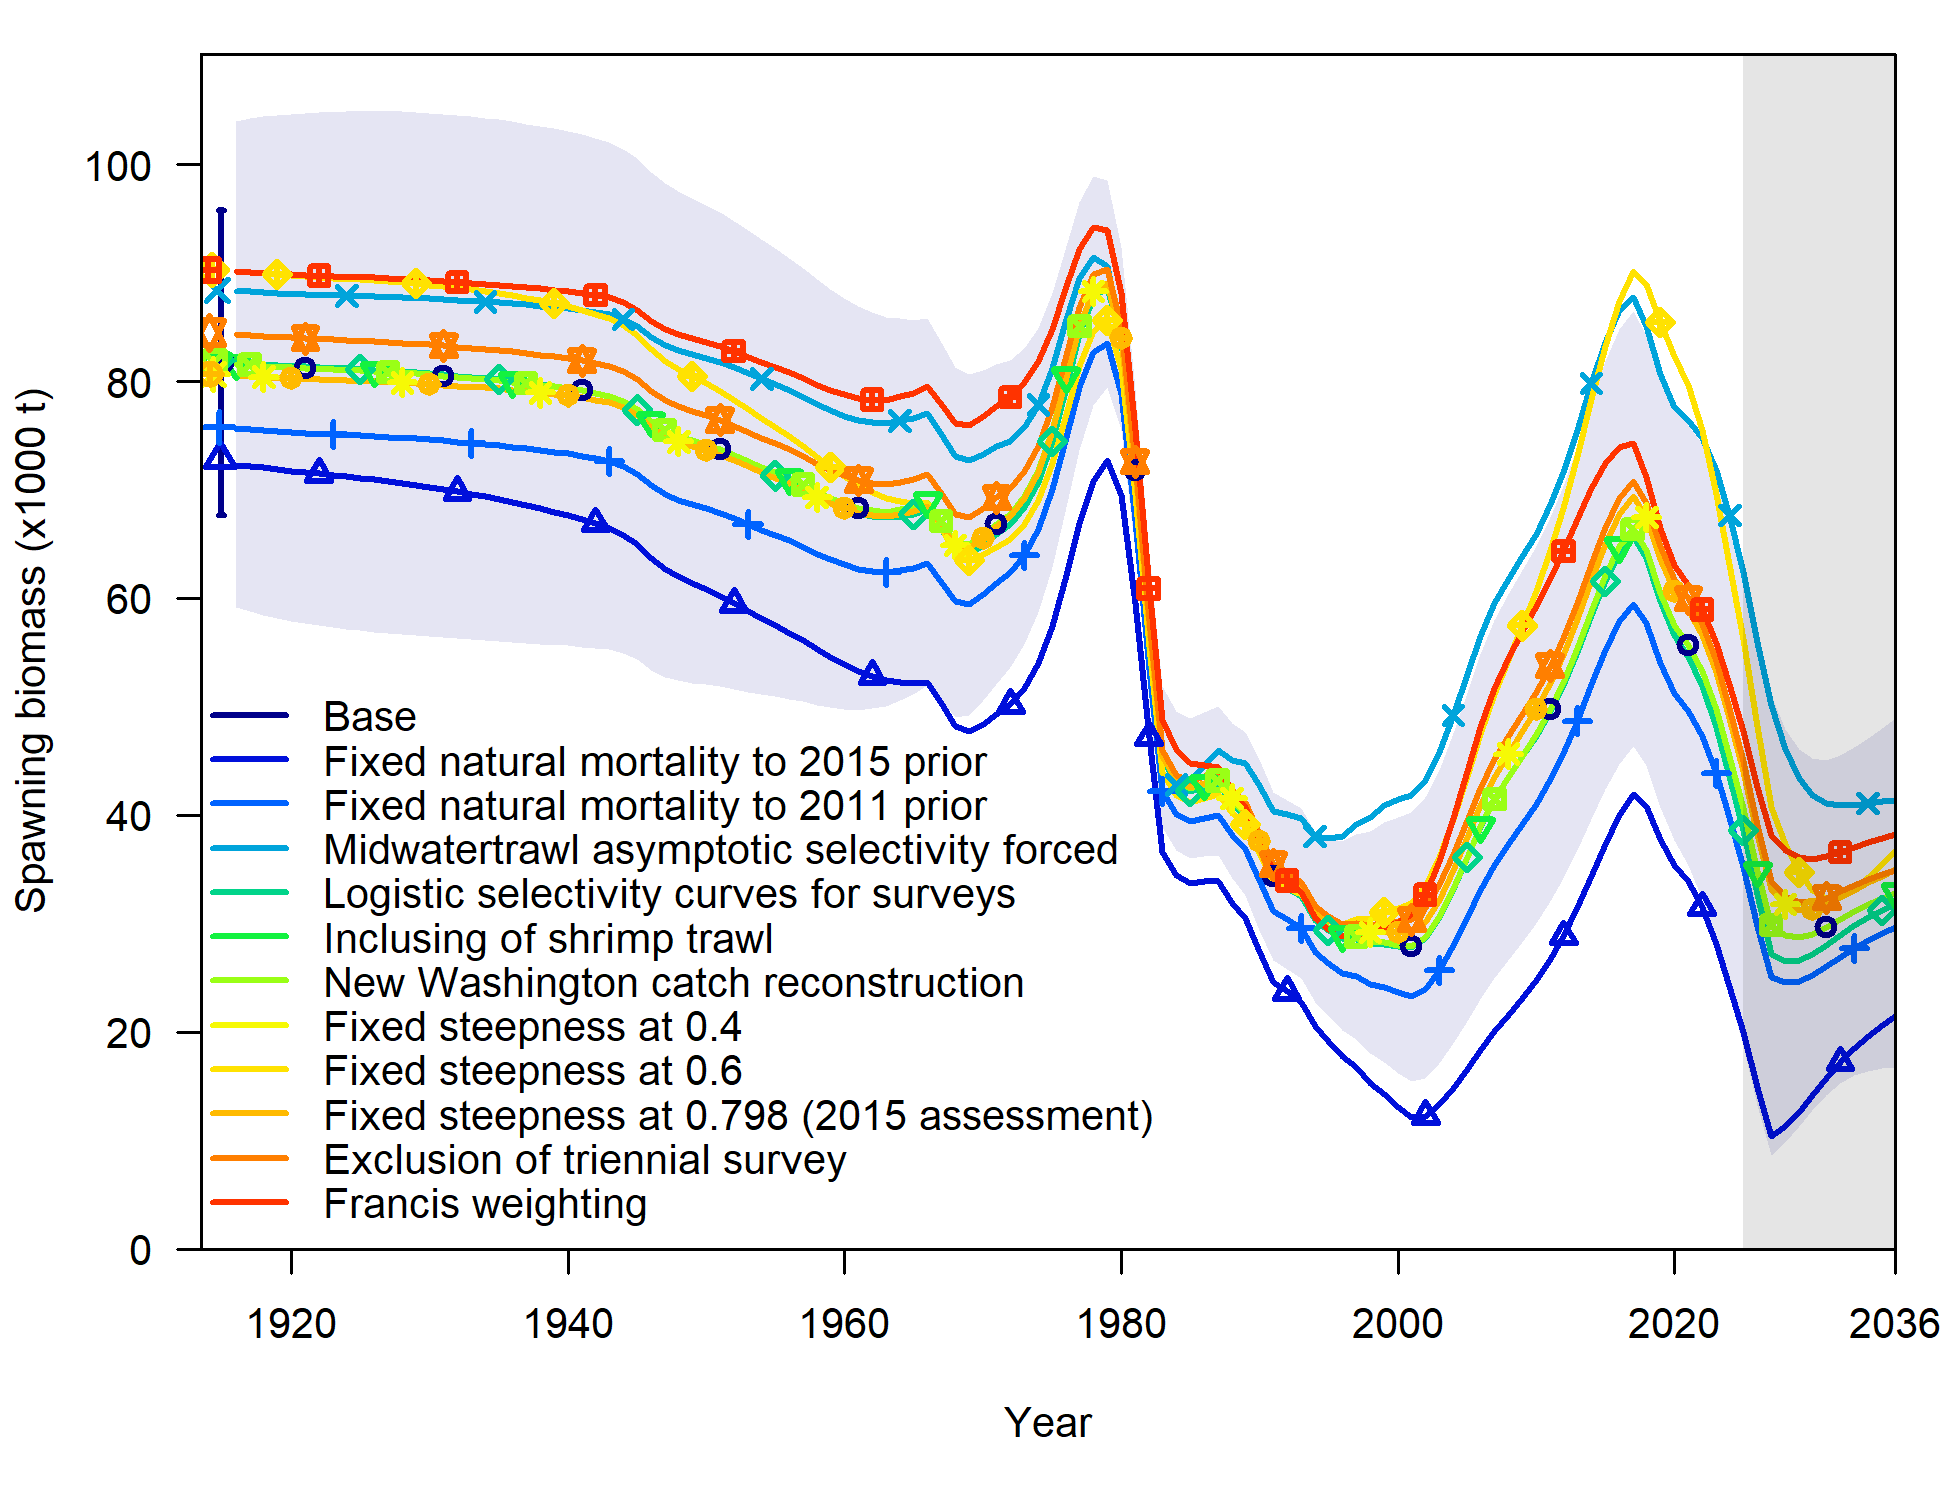 Spawning biomass (x1000 t)
100
80
60
40
20
0
Base
Fixed natural mortality to 2015 prior
Fixed natural mortality to 2011 prior
Midwatertrawl asymptotic selectivity forced
Logistic selectivity curves for surveys
Inclusing of shrimp trawl
New Washington catch reconstruction
Fixed steepness at 0.4
Fixed steepness at 0.6
Fixed steepness at 0.798 (2015 assessment)
Exclusion of triennial survey
Francis weighting
1920 1940 1960 1980 2000 2020 2036
Year